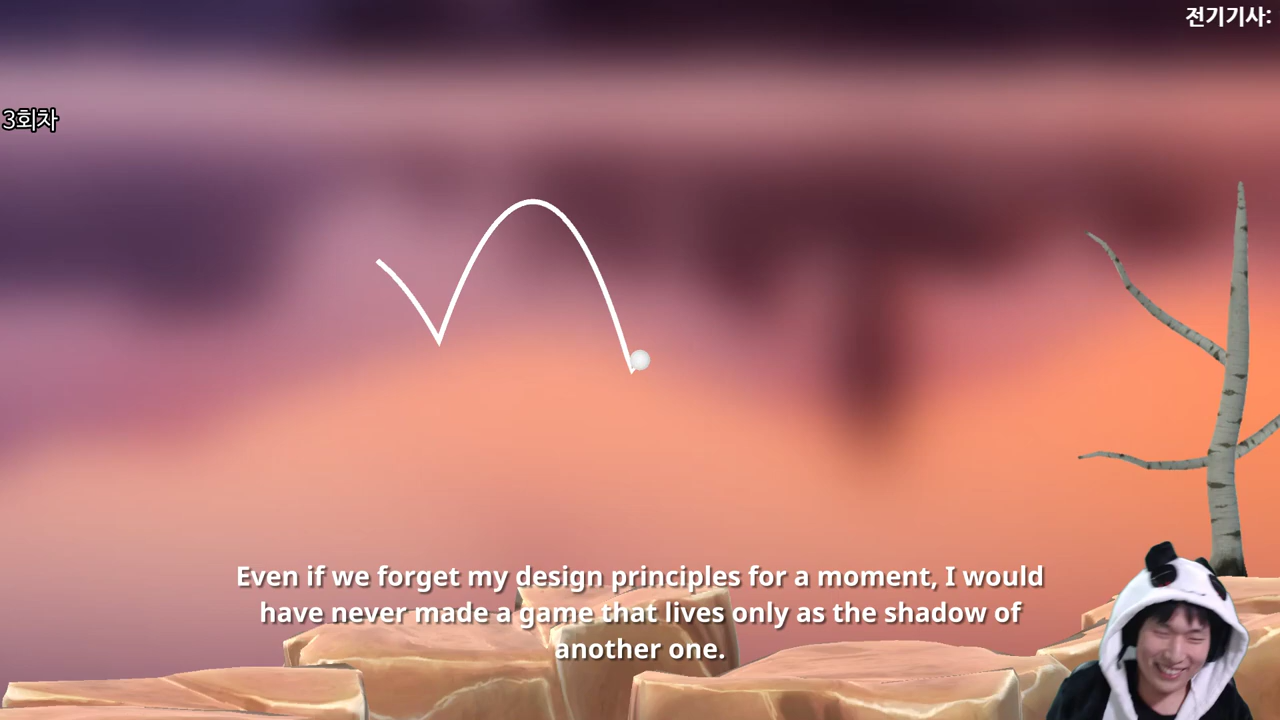 전기기사:
3회차
Even if we forget my design principles for a moment, I would
have never made a game that lives only as the shadow of
another one.